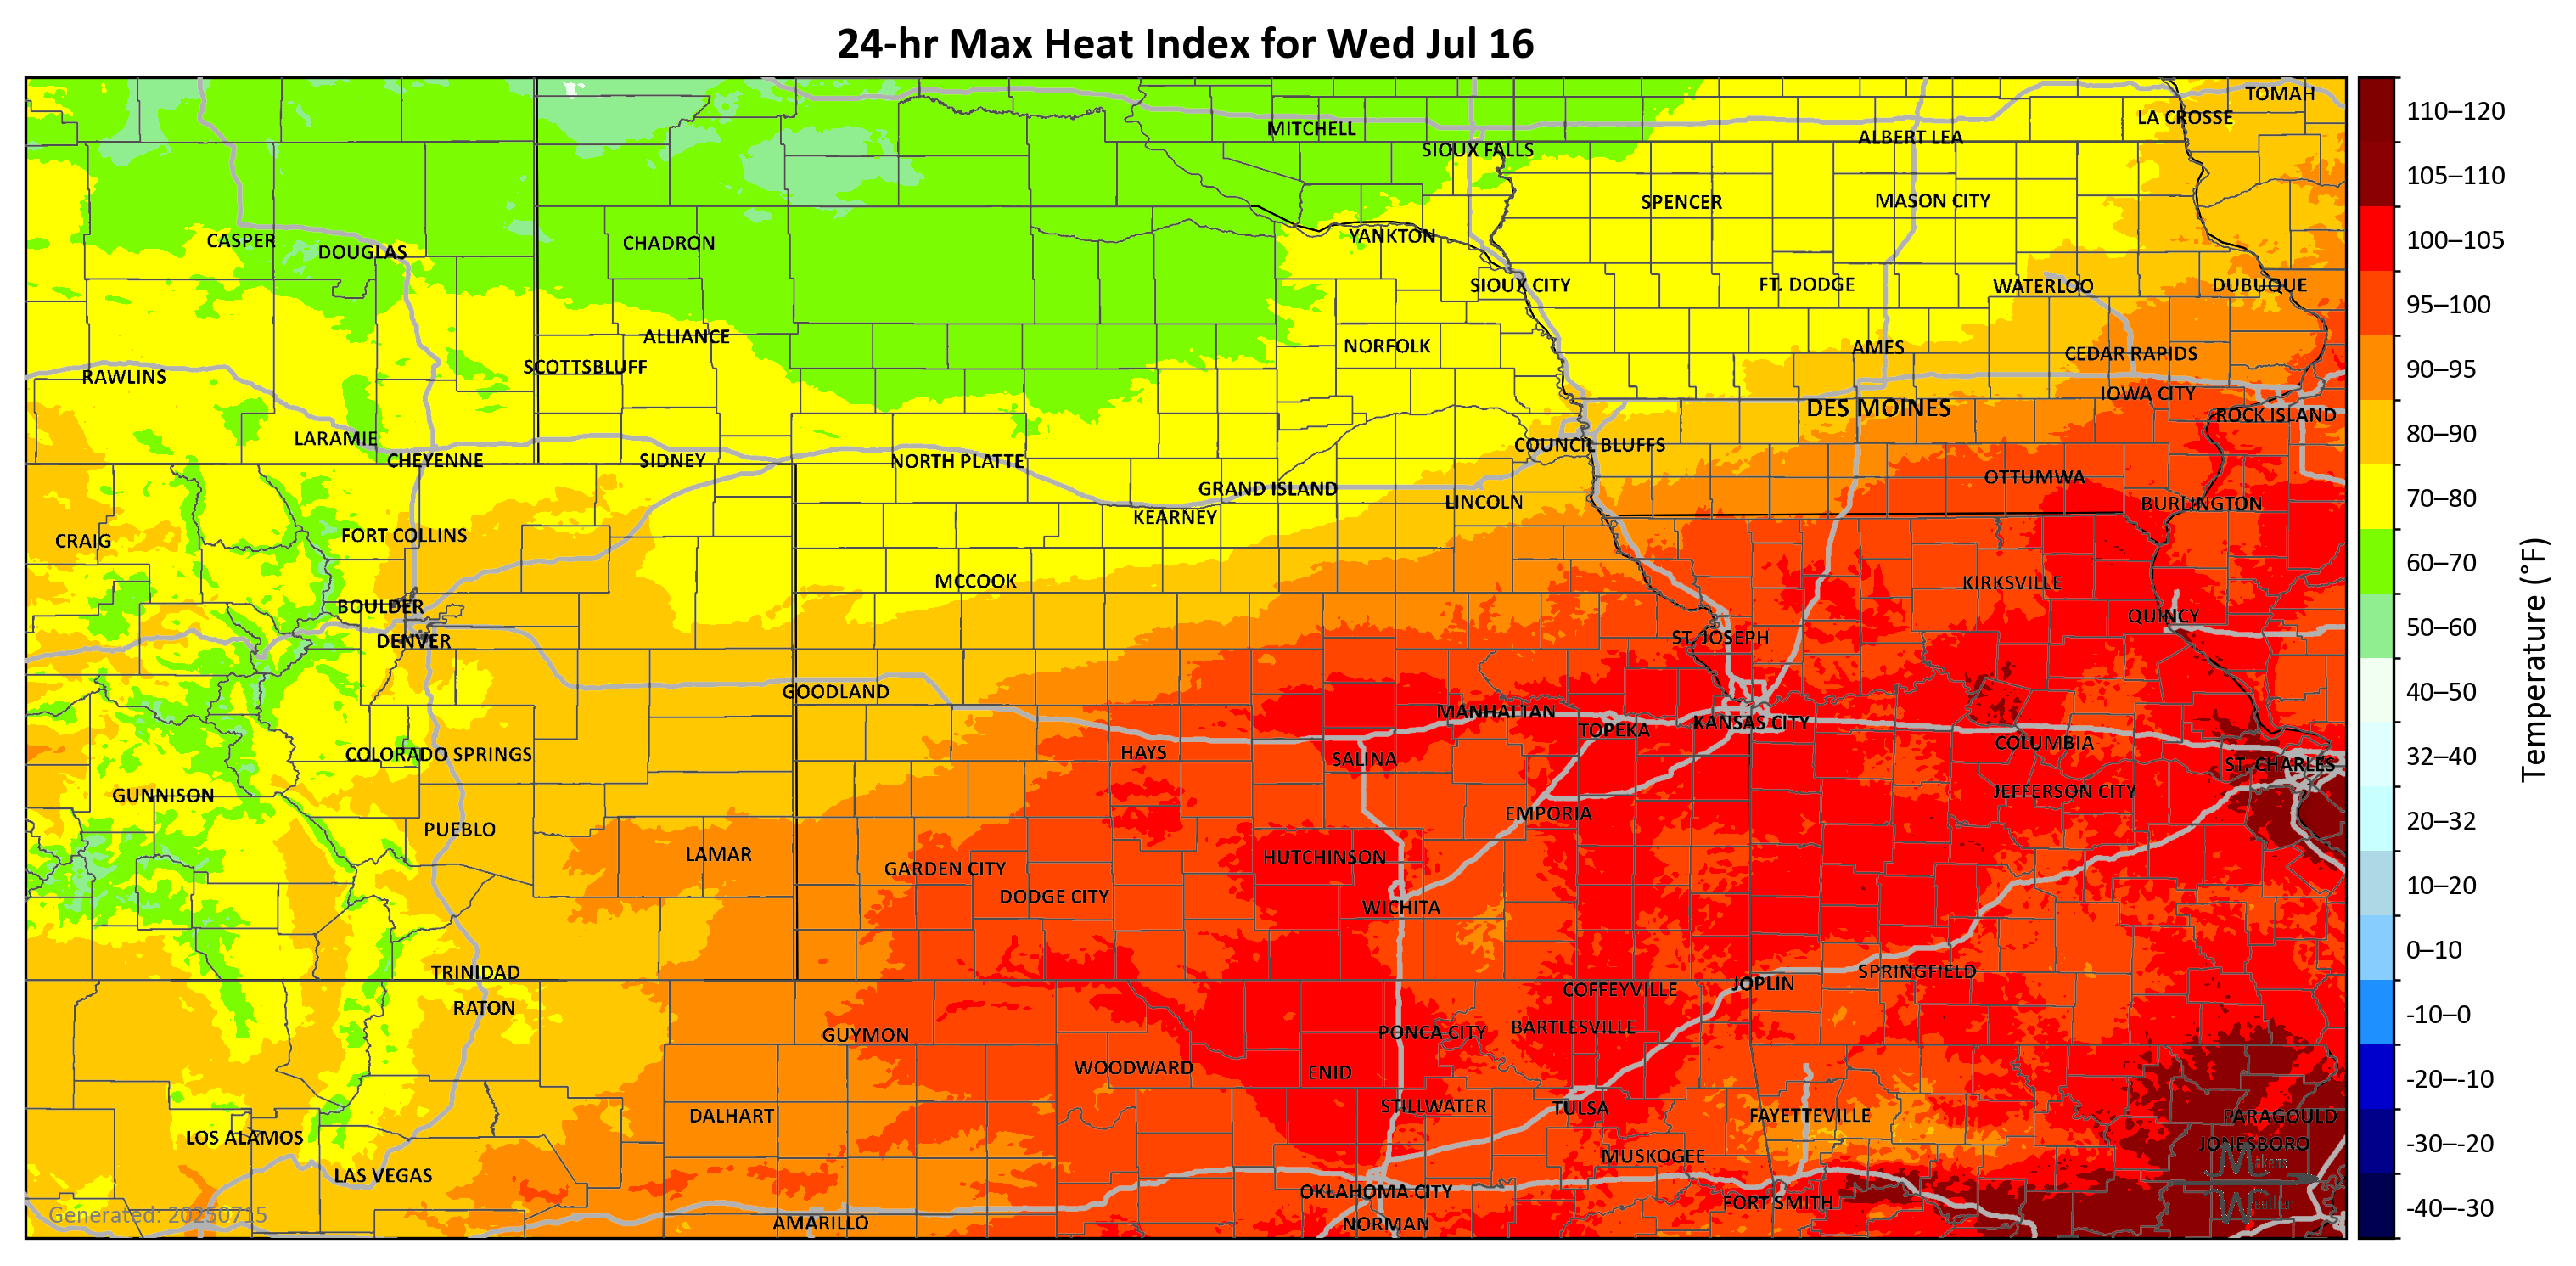 24-hr Max Heat Index for Wed Jul 16
TOMAH
LA CROSSE
MITCHELL
ALBERT LEA
SIOUX FALLS
SPENCER
MASON CITY
CASPER
DOUGLAS
CHADRON
YANKTON
SIOUX CITY
FT. DODGE
WATERLOO
DUBUQUE
ALLIANCE
NORFOLK
AMES
CEDAR RAPIDS
SCOTTSBLUFF
RAWLINS
IOWA CITY
DES MOINES
ROCK ISLAND
LARAMIE
COUNCIL BLUFFS
CHEYENNE
SIDNEY
NORTH PLATTE
OTTUMWA
GRAND ISLAND
LINCOLN
BURLINGTON
KEARNEY
FORT COLLINS
CRAIG
MCCOOK
KIRKSVILLE
BOULDER
QUINCY
DENVER
ST. JOSEPH
GOODLAND
MANHATTAN
KANSAS CITY
TOPEKA
COLUMBIA
COLORADO SPRINGS
HAYS
SALINA
ST. CHARLES
GUNNISON
JEFFERSON CITY
EMPORIA
PUEBLO
LAMAR
HUTCHINSON
GARDEN CITY
DODGE CITY
WICHITA
TRINIDAD
SPRINGFIELD
JOPLIN
COFFEYVILLE
RATON
BARTLESVILLE
PONCA CITY
GUYMON
WOODWARD
ENID
STILLWATER
TULSA
DALHART
FAYETTEVILLE
PARAGOULD
LOS ALAMOS
JONESBORO
MUSKOGEE
Makens
LAS VEGAS
OKLAHOMA CITY
FORT SMITH
Weather
Generated: 20250715
AMARILLO
NORMAN
110–120
105–110
100–105
95–100
90–95
80–90
70–80
60–70
50–60
40–50
32–40
20–32
10–20
0–10
-10–0
-20–-10
-30–-20
-40–-30
Temperature (°F)